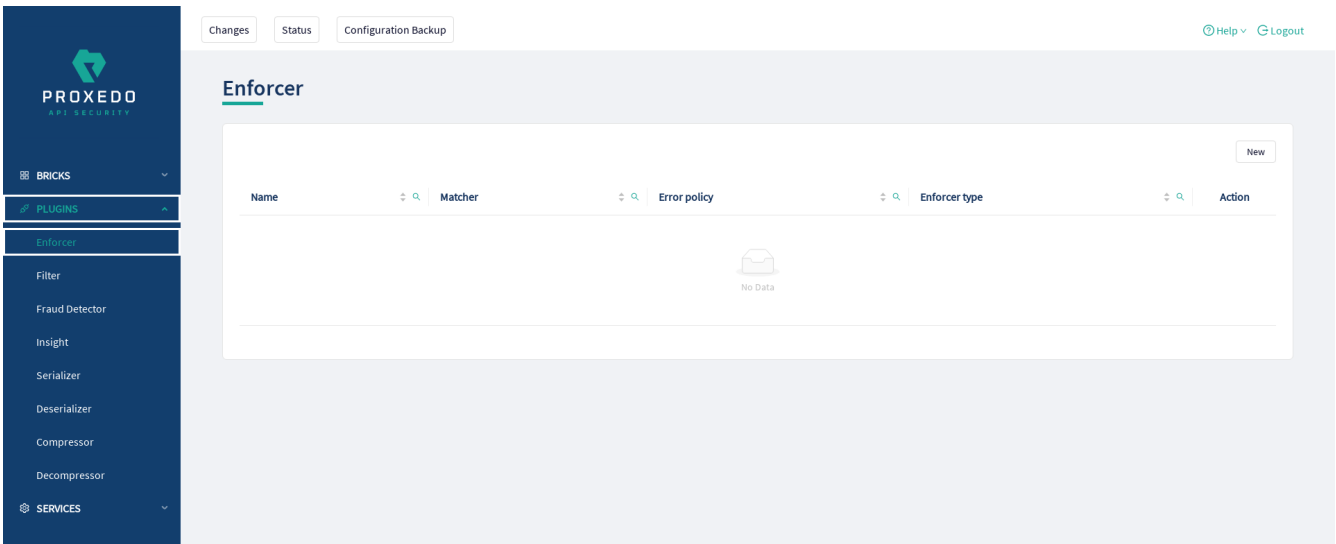 Changes Status Configuration Backup Help Logout
PROXEDO
API SECURITY
BRICKS
PLUGINS
Enforcer
Filter
Fraud Detector
Insight
Serializer
Deserializer
Compressor
Decompressor
SERVICES
Enforcer
New
Name Matcher Error policy Enforcer type Action
No Data